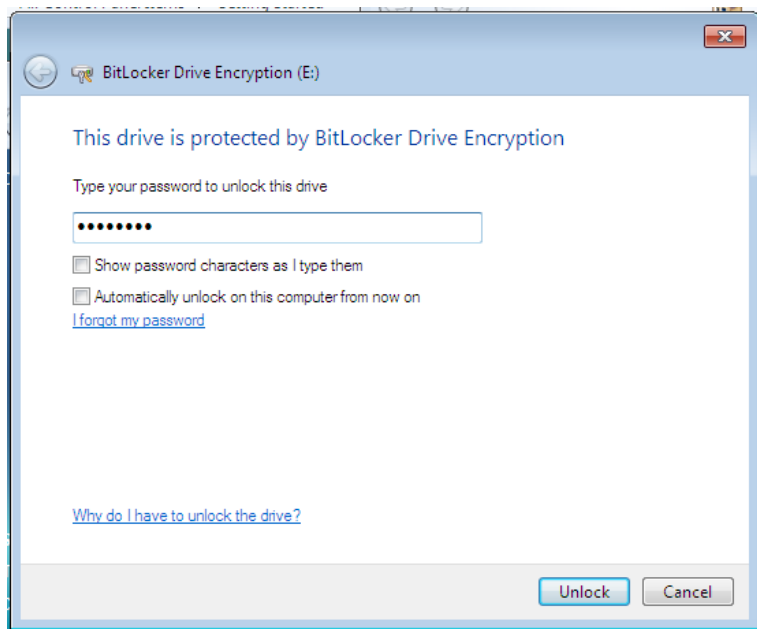 BitLocker Drive Encryption (E:)
This drive is protected by BitLocker Drive Encryption
Type your password to unlock this drive
••••••••
Show password characters as I type them
Automatically unlock on this computer from now on
I forgot my password
Why do I have to unlock the drive?
Unlock Cancel